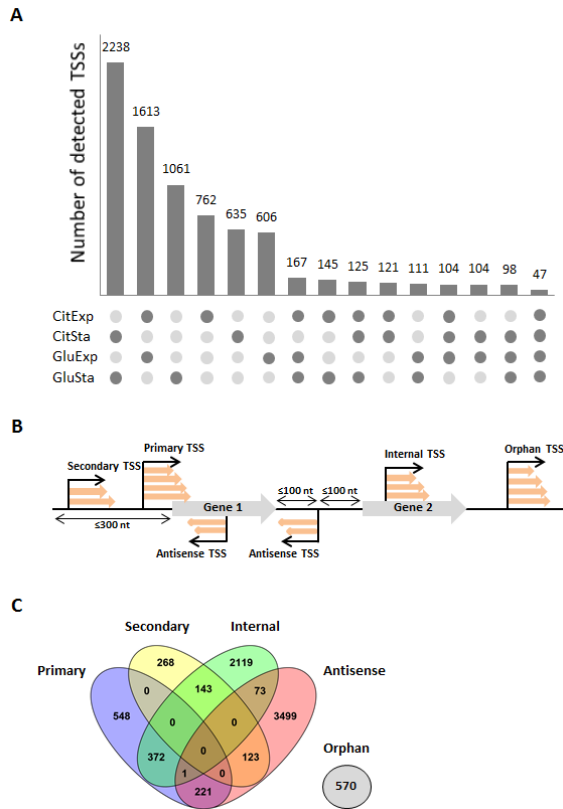 A
Number of detected TSSs
2238
1613
1061
762
635
606
167
145
125
121
111
104
104
98
47
CitExp
CitSta
GluExp
GluSta
B
Secondary TSS
Primary TSS
Internal TSS
Orphan TSS
≤100 nt
≤100 nt
≤300 nt
Gene 1
Gene 2
Antisense TSS
Antisense TSS
C
Secondary
Internal
Primary
Antisense
268
2119
0
143
73
548
0
0
3499
372
0
123
1
0
221
Orphan
570